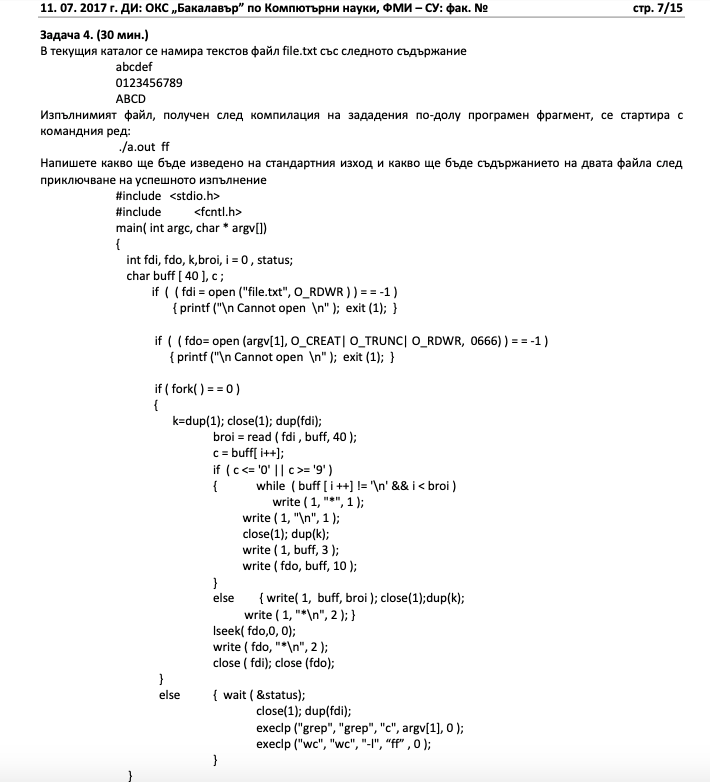 11. 07. 2017 г. ДИ: ОКС „Бакалавър” по Компютърни науки, ФМИ – СУ: фак. № стр. 7/15
Задача 4. (30 мин.)
В текущия каталог се намира текстов файл file.txt със следното съдържание
abcdef
0123456789
ABCD
Изпълнимият файл, получен след компилация на зададения по-долу програмен фрагмент, се стартира с
командния ред:
./a.out ff
Напишете какво ще бъде изведено на стандартния изход и какво ще бъде съдържанието на двата файла след
приключване на успешното изпълнение
#include <stdio.h>
#include <fcntl.h>
main( int argc, char * argv[])
{
int fdi, fdo, k,broi, i = 0 , status;
char buff [ 40 ], c ;
if ( ( fdi = open ("file.txt", O_RDWR ) ) = = -1 )
{ printf ("\n Cannot open \n" ); exit (1); }
if ( ( fdo= open (argv[1], O_CREAT| O_TRUNC| O_RDWR, 0666) ) = = -1 )
{ printf ("\n Cannot open \n" ); exit (1); }
if ( fork( ) = = 0 )
{
k=dup(1); close(1); dup(fdi);
broi = read ( fdi , buff, 40 );
c = buff[ i++];
if ( c <= '0' || c >= '9' )
{ while ( buff [ i ++] != '\n' && i < broi )
write ( 1, "*", 1 );
write ( 1, "\n", 1 );
close(1); dup(k);
write ( 1, buff, 3 );
write ( fdo, buff, 10 );
}
else { write( 1, buff, broi ); close(1);dup(k);
write ( 1, "*\n", 2 ); }
lseek( fdo,0, 0);
write ( fdo, "*\n", 2 );
close ( fdi); close (fdo);
}
else { wait ( &status);
close(1); dup(fdi);
execlp ("grep", "grep", "c", argv[1], 0 );
execlp ("wc", "wc", "-l", “ff” , 0 );
}
}